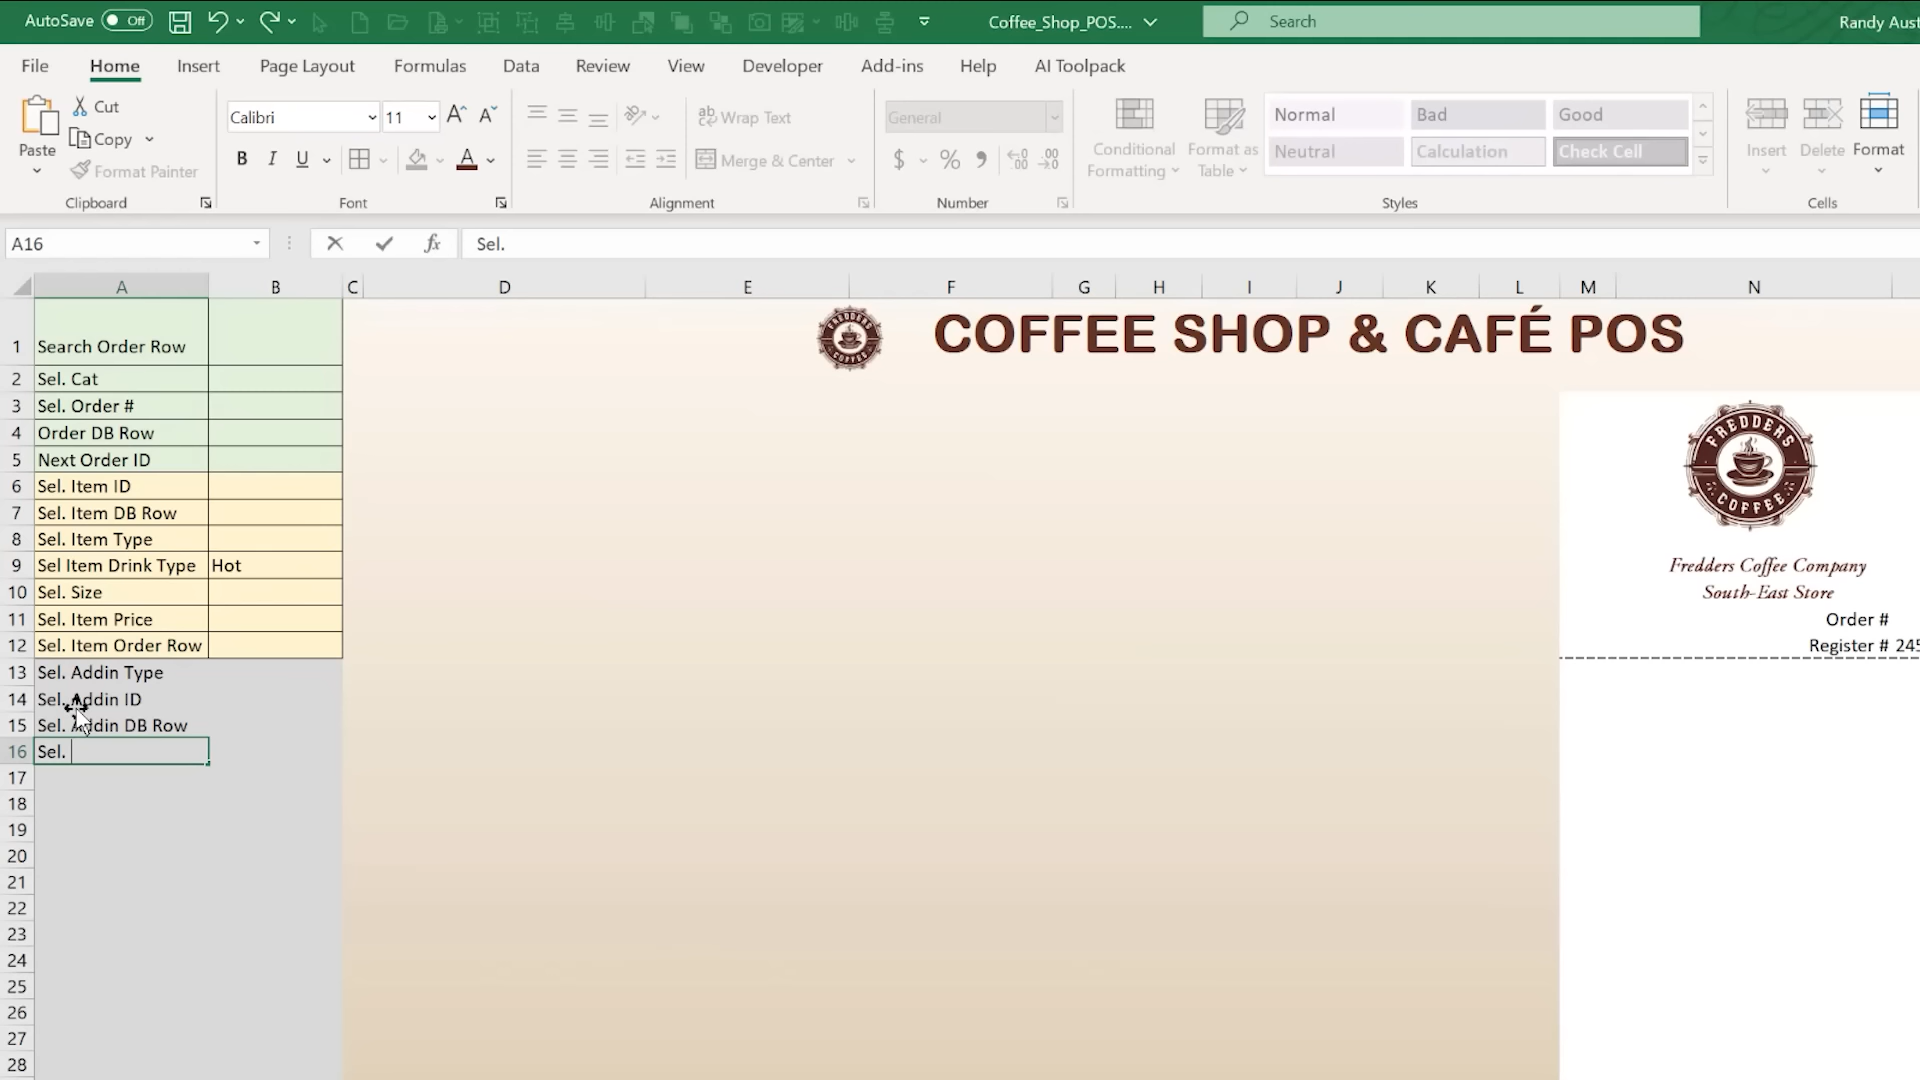 AutoSave Off Coffee_Shop_POS.... Search Randy Aust
File Home Insert Page Layout Formulas Data Review View Developer Add-ins Help AI Toolpack
Paste
Cut
Copy
Format Painter
Clipboard
Calibri 11
B I U
Font
Wrap Text
Merge & Center
Alignment
General
$ % ,
Number
Conditional Formatting
Format as Table
Normal Bad Good
Neutral Calculation Check Cell
Styles
Insert Delete Format
Cells
A16 fx Sel.
A B C D E F G H I J K L M N
COFFEE SHOP & CAFÉ POS
FREDDERS COFFEE
1 Search Order Row
2 Sel. Cat
3 Sel. Order #
4 Order DB Row
5 Next Order ID
6 Sel. Item ID
7 Sel. Item DB Row
8 Sel. Item Type
9 Sel Item Drink Type Hot
10 Sel. Size
11 Sel. Item Price
12 Sel. Item Order Row
13 Sel. Addin Type
14 Sel. Addin ID
15 Sel. Addin DB Row
16 Sel.
17
18
19
20
21
22
23
24
25
26
27
28
FREDDERS COFFEE
Fredders Coffee Company
South-East Store
Order #
Register # 245